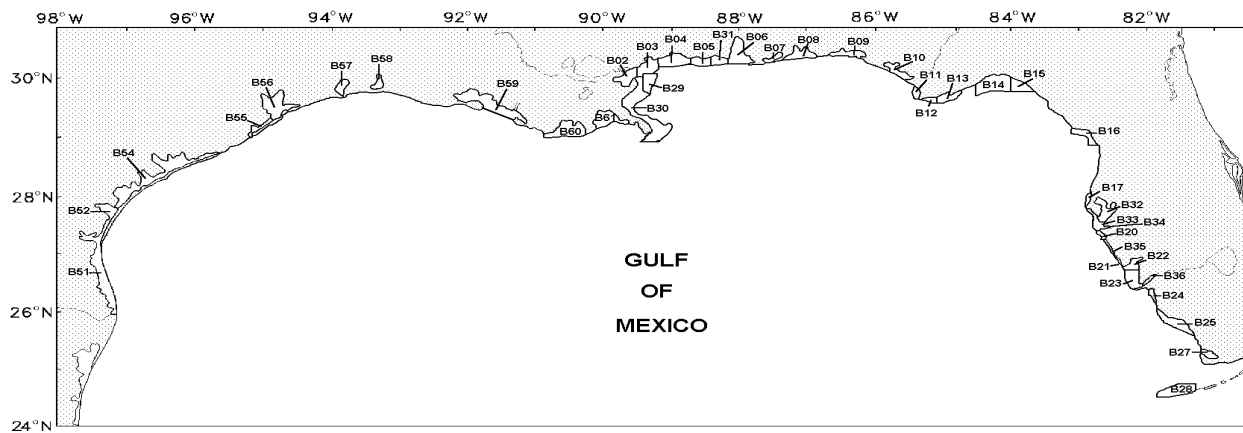 98°W 96°W 94°W 92°W 90°W 88°W 86°W 84°W 82°W
B31
B04 B06
B03 B05 B07 B08 B09
B58
B57 B02 B10
30°N
B56 B59 B29 B11 B13 B14 B15
B30 B12
B55 B61
B60 B16
B54
28°N B17
B52 B32
B33 B34
B20
B35
GULF B21 B22
B51 B36
OF B23
B24
26°N MEXICO B25
B27
B28
24°N